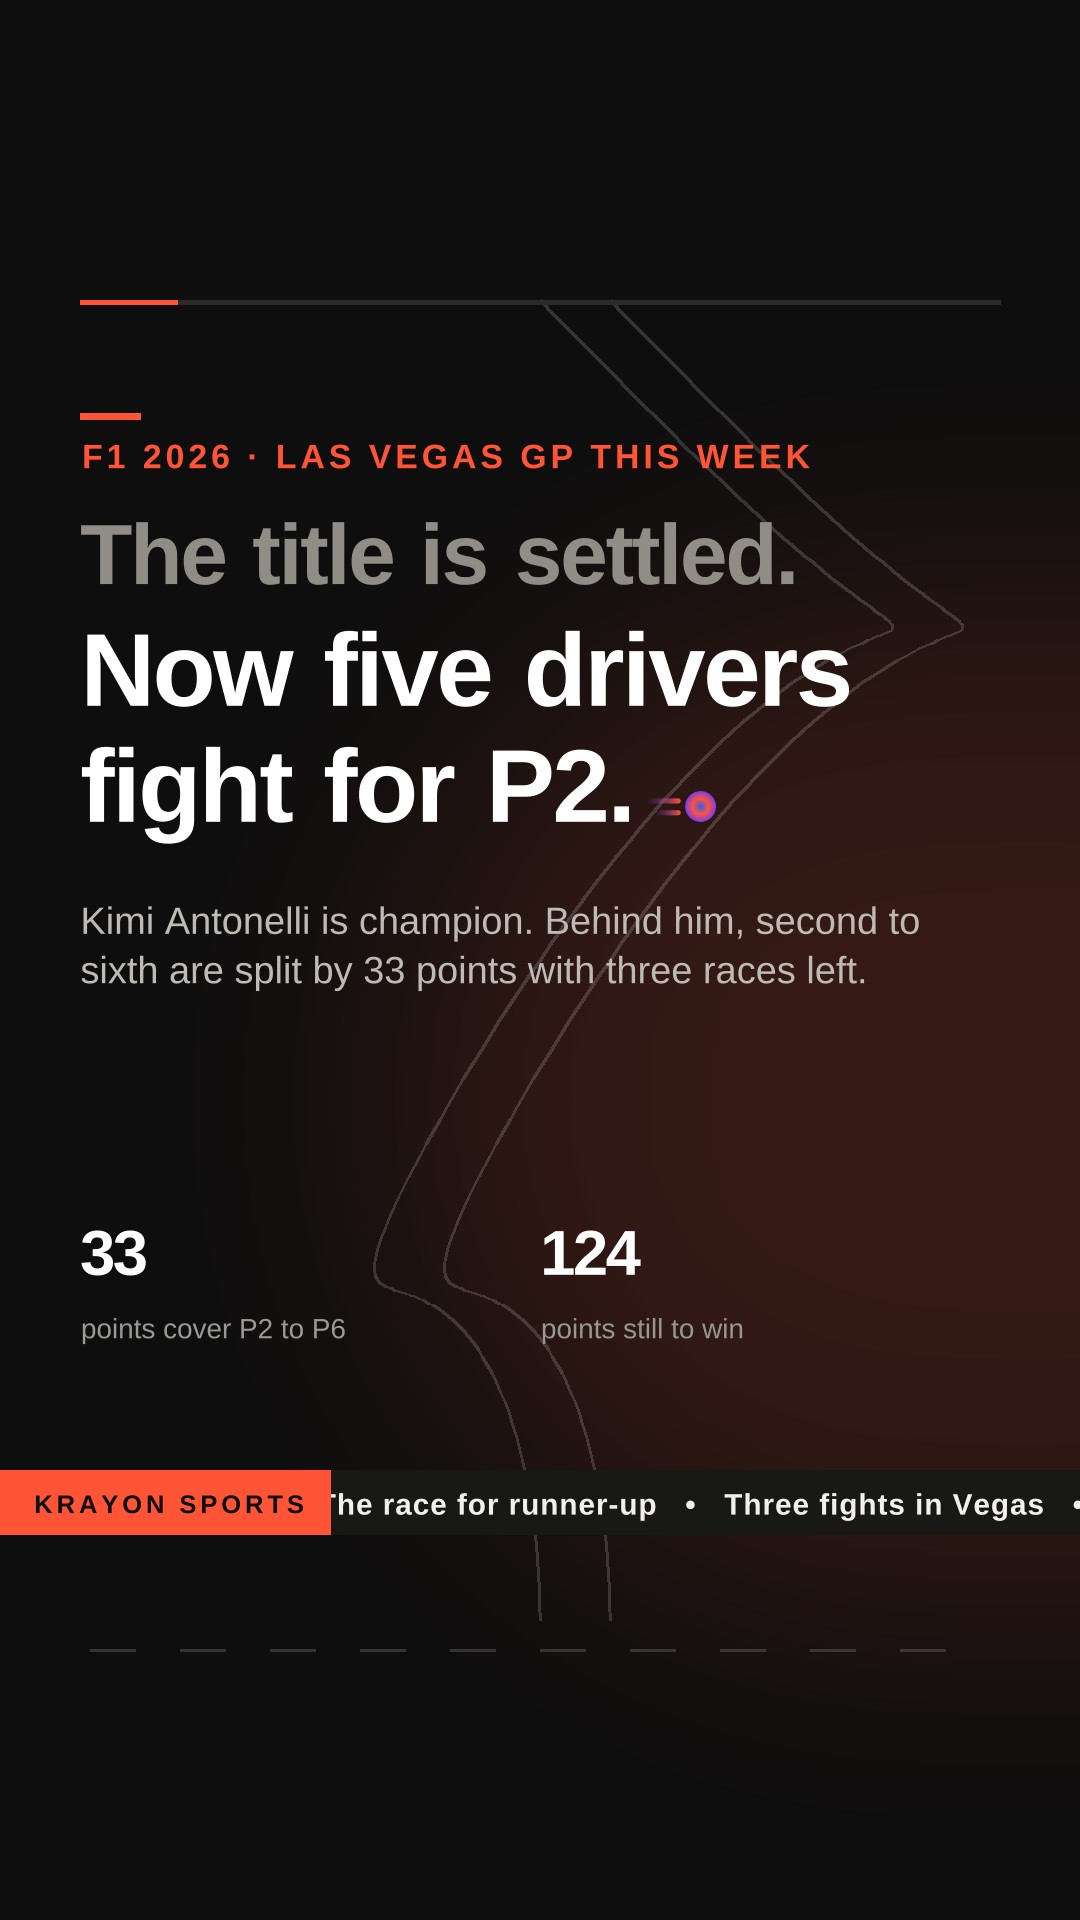 F1 2026 · LAS VEGAS GP THIS WEEK
The title is settled.
Now five drivers
fight for P2.
Kimi Antonelli is champion. Behind him, second to
sixth are split by 33 points with three races left.
33
124
points cover P2 to P6
points still to win
KRAYON SPORTS The race for runner-up • Three fights in Vegas •